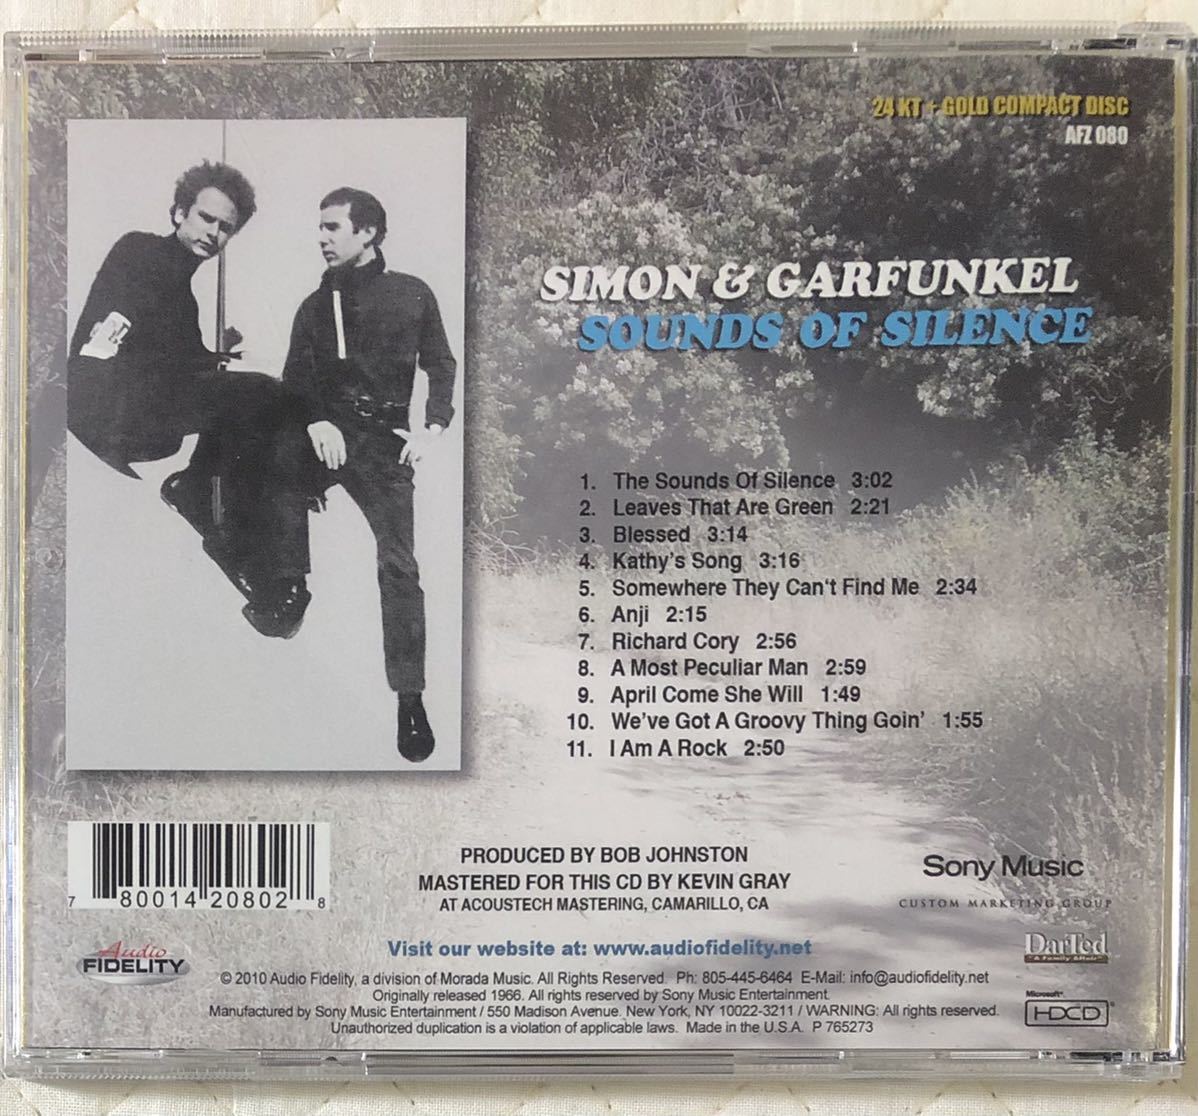 24 KT + GOLD COMPACT DISC
AFZ 080
SIMON & GARFUNKEL
SOUNDS OF SILENCE
1. The Sounds Of Silence 3:02
2. Leaves That Are Green 2:21
3. Blessed 3:14
4. Kathy's Song 3:16
5. Somewhere They Can't Find Me 2:34
6. Anji 2:15
7. Richard Cory 2:56
8. A Most Peculiar Man 2:59
9. April Come She Will 1:49
10. We've Got A Groovy Thing Goin' 1:55
11. I Am A Rock 2:50
7 80014 20802 8
PRODUCED BY BOB JOHNSTON
MASTERED FOR THIS CD BY KEVIN GRAY
AT ACOUSTECH MASTERING, CAMARILLO, CA
Sony Music
CUSTOM MARKETING GROUP
Audio
FIDELITY
Visit our website at: www.audiofidelity.net
DarTed
"A Family Affair"
© 2010 Audio Fidelity, a division of Morada Music. All Rights Reserved. Ph: 805-445-6464 E-Mail: info@audiofidelity.net
Originally released 1966. All rights reserved by Sony Music Entertainment.
Manufactured by Sony Music Entertainment / 550 Madison Avenue. New York, NY 10022-3211 / WARNING: All rights reserved.
Unauthorized duplication is a violation of applicable laws. Made in the U.S.A. P 765273
Microsoft®
HDCD®